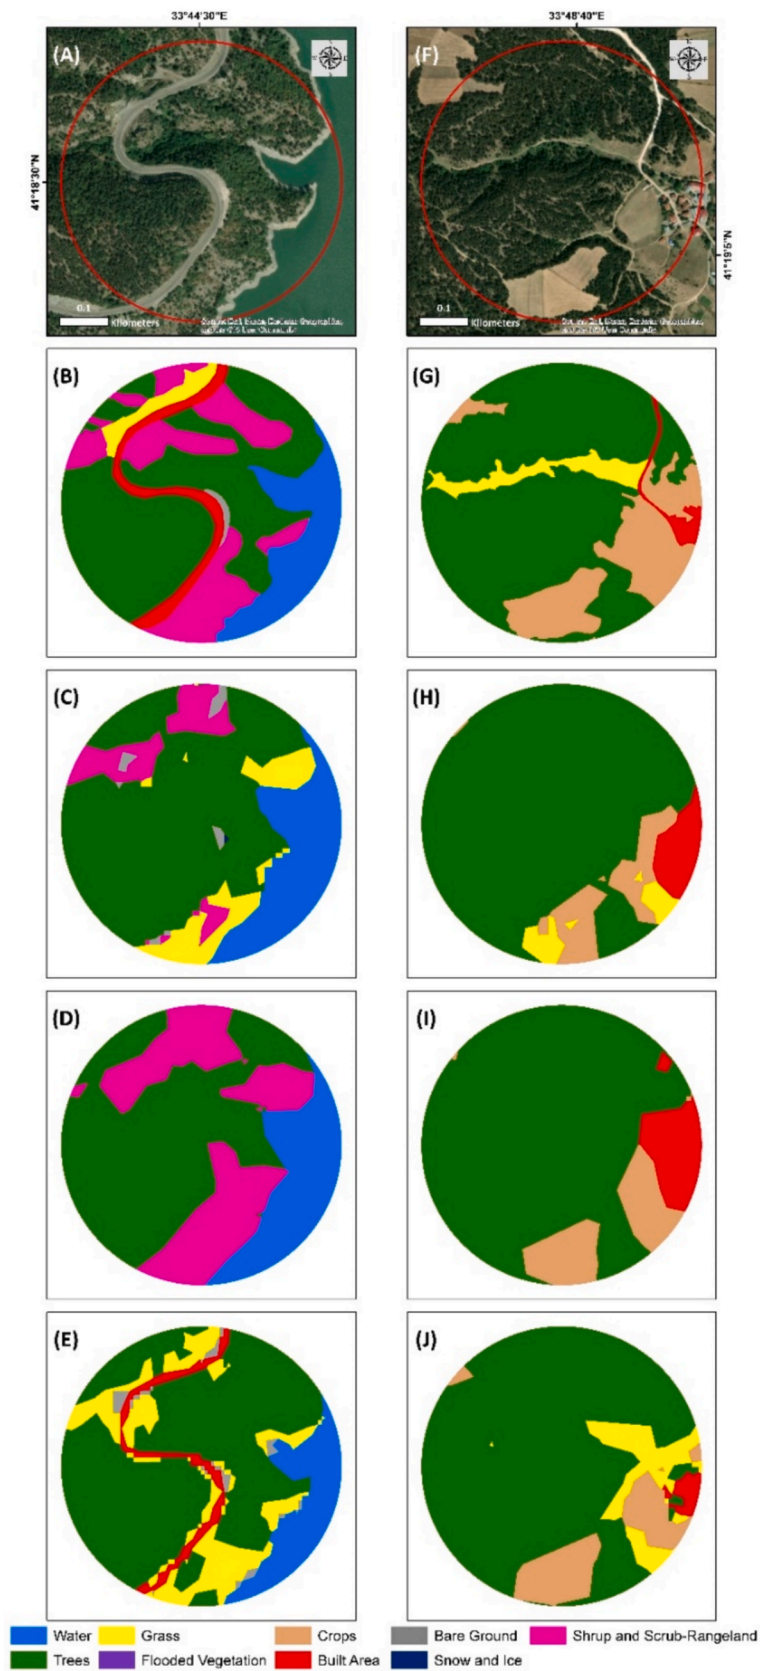 33°44'30"E
33°48'40"E
(A)
(F)
41°18'30"N
41°19'5"N
0.1
Kilometers
0.1
Kilometers
(B)
(G)
(C)
(H)
(D)
(I)
(E)
(J)
Water
Grass
Crops
Bare Ground
Shrup and Scrub-Rangeland
Trees
Flooded Vegetation
Built Area
Snow and Ice